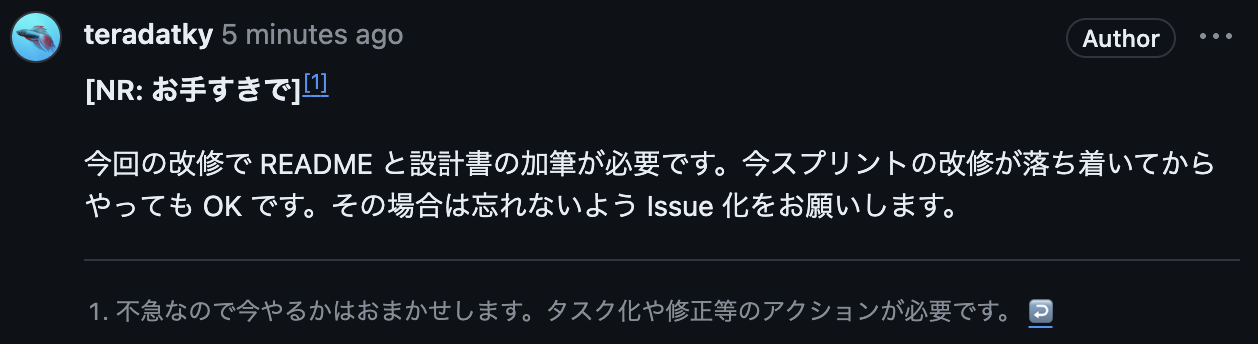 teradatky 5 minutes ago
Author
[NR: お手すきで][1]
今回の改修で README と設計書の加筆が必要です。今スプリントの改修が落ち着いてから
やっても OK です。その場合は忘れないよう Issue 化をお願いします。
1. 不急なので今やるかはおまかせします。タスク化や修正等のアクションが必要です。 ↩